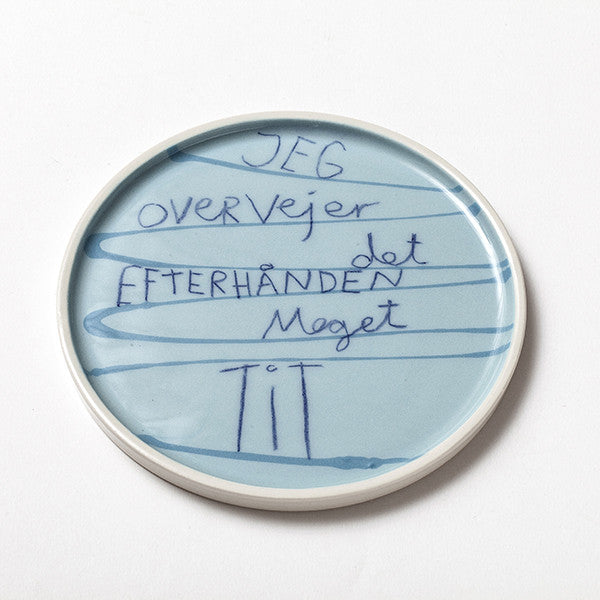 JEG
OVERVejer
det
EFTERHÅNDEN
Meget
TiT